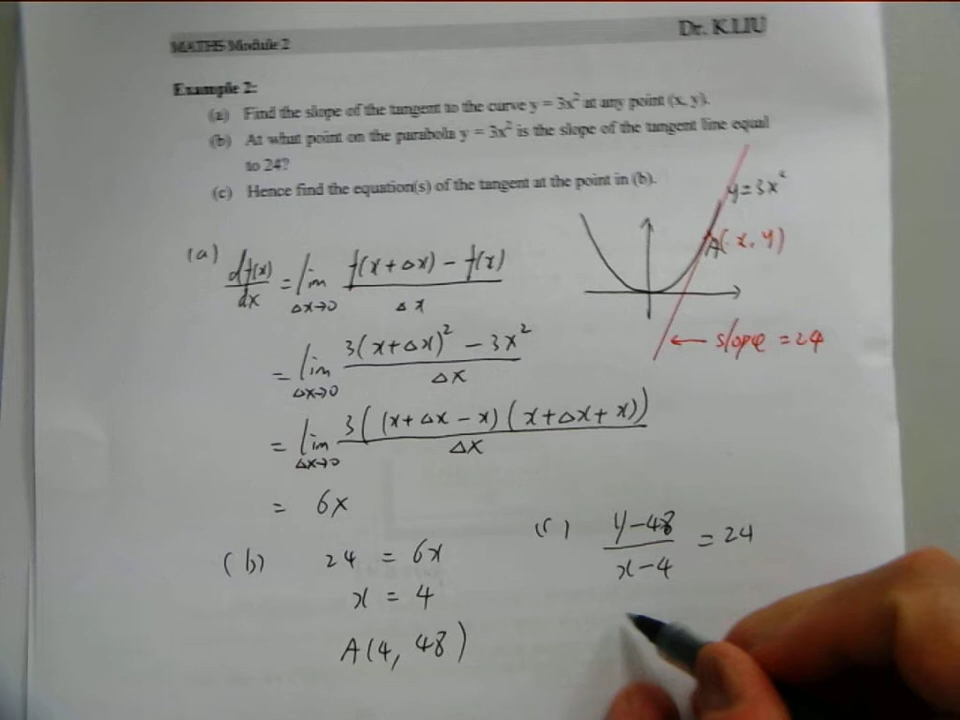 MATHS Module 2
Dr. K.LIU
Example 2:
(a) Find the slope of the tangent to the curve y = 3x² at any point (x, y).
(b) At what point on the parabola y = 3x² is the slope of the tangent line equal
to 24?
(c) Hence find the equation(s) of the tangent at the point in (b).
y=3x²
A(x, y)
← slope = 24
(a) df(x)/dx = lim Δx→0 f(x+Δx) − f(x) / Δx
= lim Δx→0 3(x+Δx)² − 3x² / Δx
= lim Δx→0 3((x+Δx−x)(x+Δx+x)) / Δx
= 6x
(b) 24 = 6x
x = 4
A(4, 48)
(c) y−48 / x−4 = 24